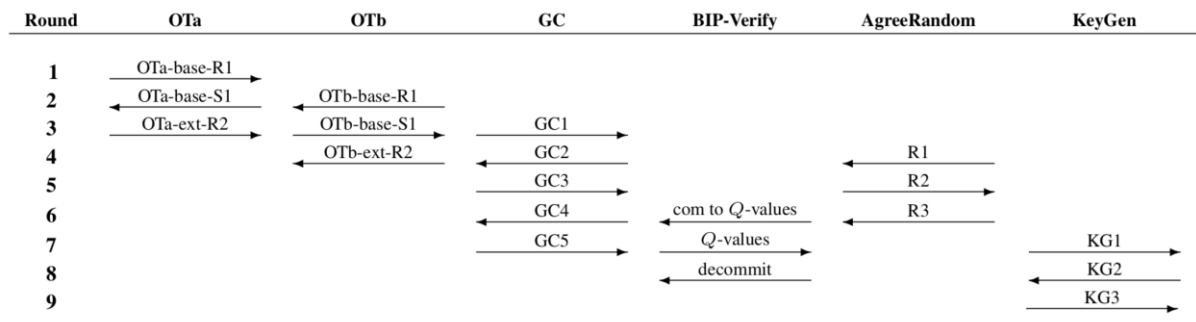 Round OTa OTb GC BIP-Verify AgreeRandom KeyGen
1 OTa-base-R1
2 OTa-base-S1 OTb-base-R1
3 OTa-ext-R2 OTb-base-S1 GC1
4 OTb-ext-R2 GC2 R1
5 GC3 R2
6 GC4 com to Q-values R3
7 GC5 Q-values KG1
8 decommit KG2
9 KG3